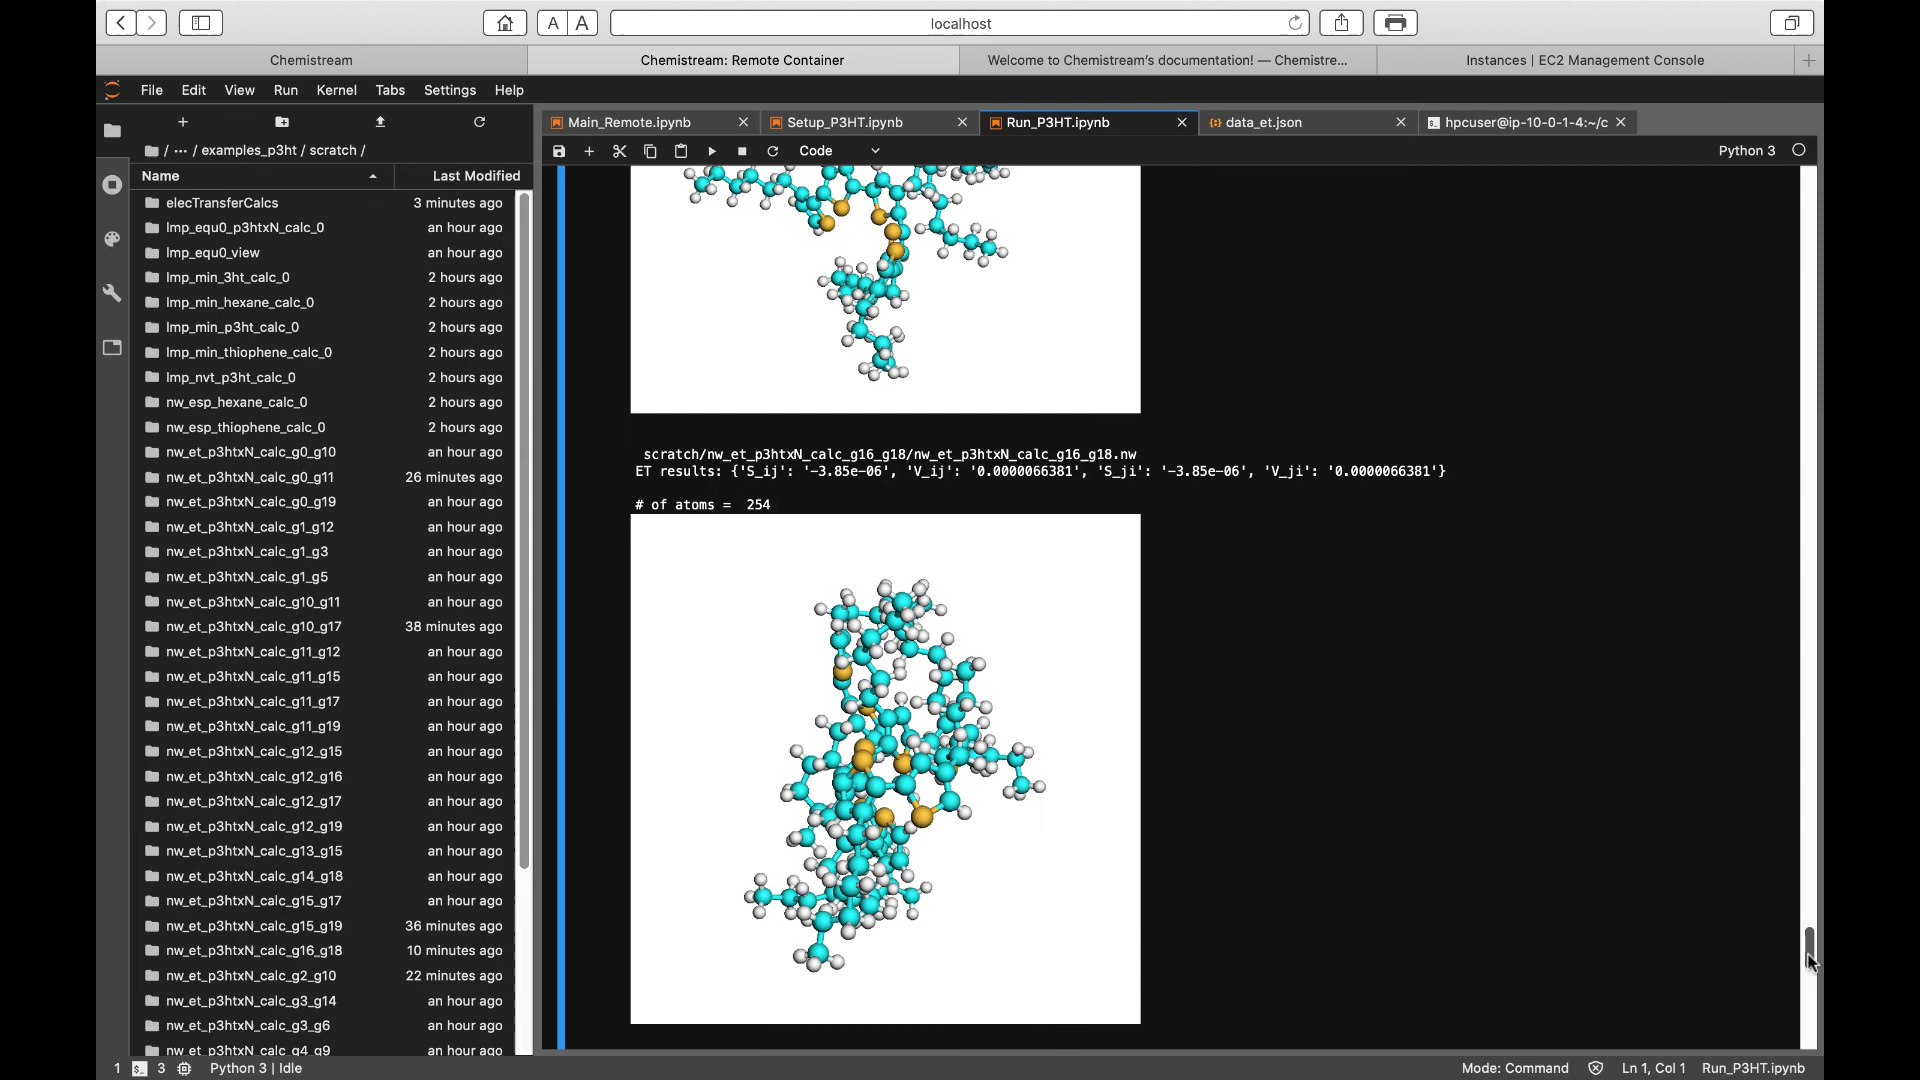 A A
localhost
Chemistream
Chemistream: Remote Container
Welcome to Chemistream's documentation! — Chemistre...
Instances | EC2 Management Console
File Edit View Run Kernel Tabs Settings Help
Main_Remote.ipynb
Setup_P3HT.ipynb
Run_P3HT.ipynb
data_et.json
hpcuser@ip-10-0-1-4:~/c
/ ··· / examples_p3ht / scratch /
Code
Python 3
Name Last Modified
elecTransferCalcs 3 minutes ago
lmp_equ0_p3htxN_calc_0 an hour ago
lmp_equ0_view an hour ago
lmp_min_3ht_calc_0 2 hours ago
lmp_min_hexane_calc_0 2 hours ago
lmp_min_p3ht_calc_0 2 hours ago
lmp_min_thiophene_calc_0 2 hours ago
lmp_nvt_p3ht_calc_0 2 hours ago
nw_esp_hexane_calc_0 2 hours ago
nw_esp_thiophene_calc_0 2 hours ago
nw_et_p3htxN_calc_g0_g10 an hour ago
nw_et_p3htxN_calc_g0_g11 26 minutes ago
nw_et_p3htxN_calc_g0_g19 an hour ago
nw_et_p3htxN_calc_g1_g12 an hour ago
nw_et_p3htxN_calc_g1_g3 an hour ago
nw_et_p3htxN_calc_g1_g5 an hour ago
nw_et_p3htxN_calc_g10_g11 an hour ago
nw_et_p3htxN_calc_g10_g17 38 minutes ago
nw_et_p3htxN_calc_g11_g12 an hour ago
nw_et_p3htxN_calc_g11_g15 an hour ago
nw_et_p3htxN_calc_g11_g17 an hour ago
nw_et_p3htxN_calc_g11_g19 an hour ago
nw_et_p3htxN_calc_g12_g15 an hour ago
nw_et_p3htxN_calc_g12_g16 an hour ago
nw_et_p3htxN_calc_g12_g17 an hour ago
nw_et_p3htxN_calc_g12_g19 an hour ago
nw_et_p3htxN_calc_g13_g15 an hour ago
nw_et_p3htxN_calc_g14_g18 an hour ago
nw_et_p3htxN_calc_g15_g17 an hour ago
nw_et_p3htxN_calc_g15_g19 36 minutes ago
nw_et_p3htxN_calc_g16_g18 10 minutes ago
nw_et_p3htxN_calc_g2_g10 22 minutes ago
nw_et_p3htxN_calc_g3_g14 an hour ago
nw_et_p3htxN_calc_g3_g6 an hour ago
nw_et_p3htxN_calc_g4_g9 an hour ago
scratch/nw_et_p3htxN_calc_g16_g18/nw_et_p3htxN_calc_g16_g18.nw
ET results: {'S_ij': '-3.85e-06', 'V_ij': '0.0000066381', 'S_ji': '-3.85e-06', 'V_ji': '0.0000066381'}
# of atoms =  254
1 3 Python 3 | Idle
Mode: Command Ln 1, Col 1 Run_P3HT.ipynb